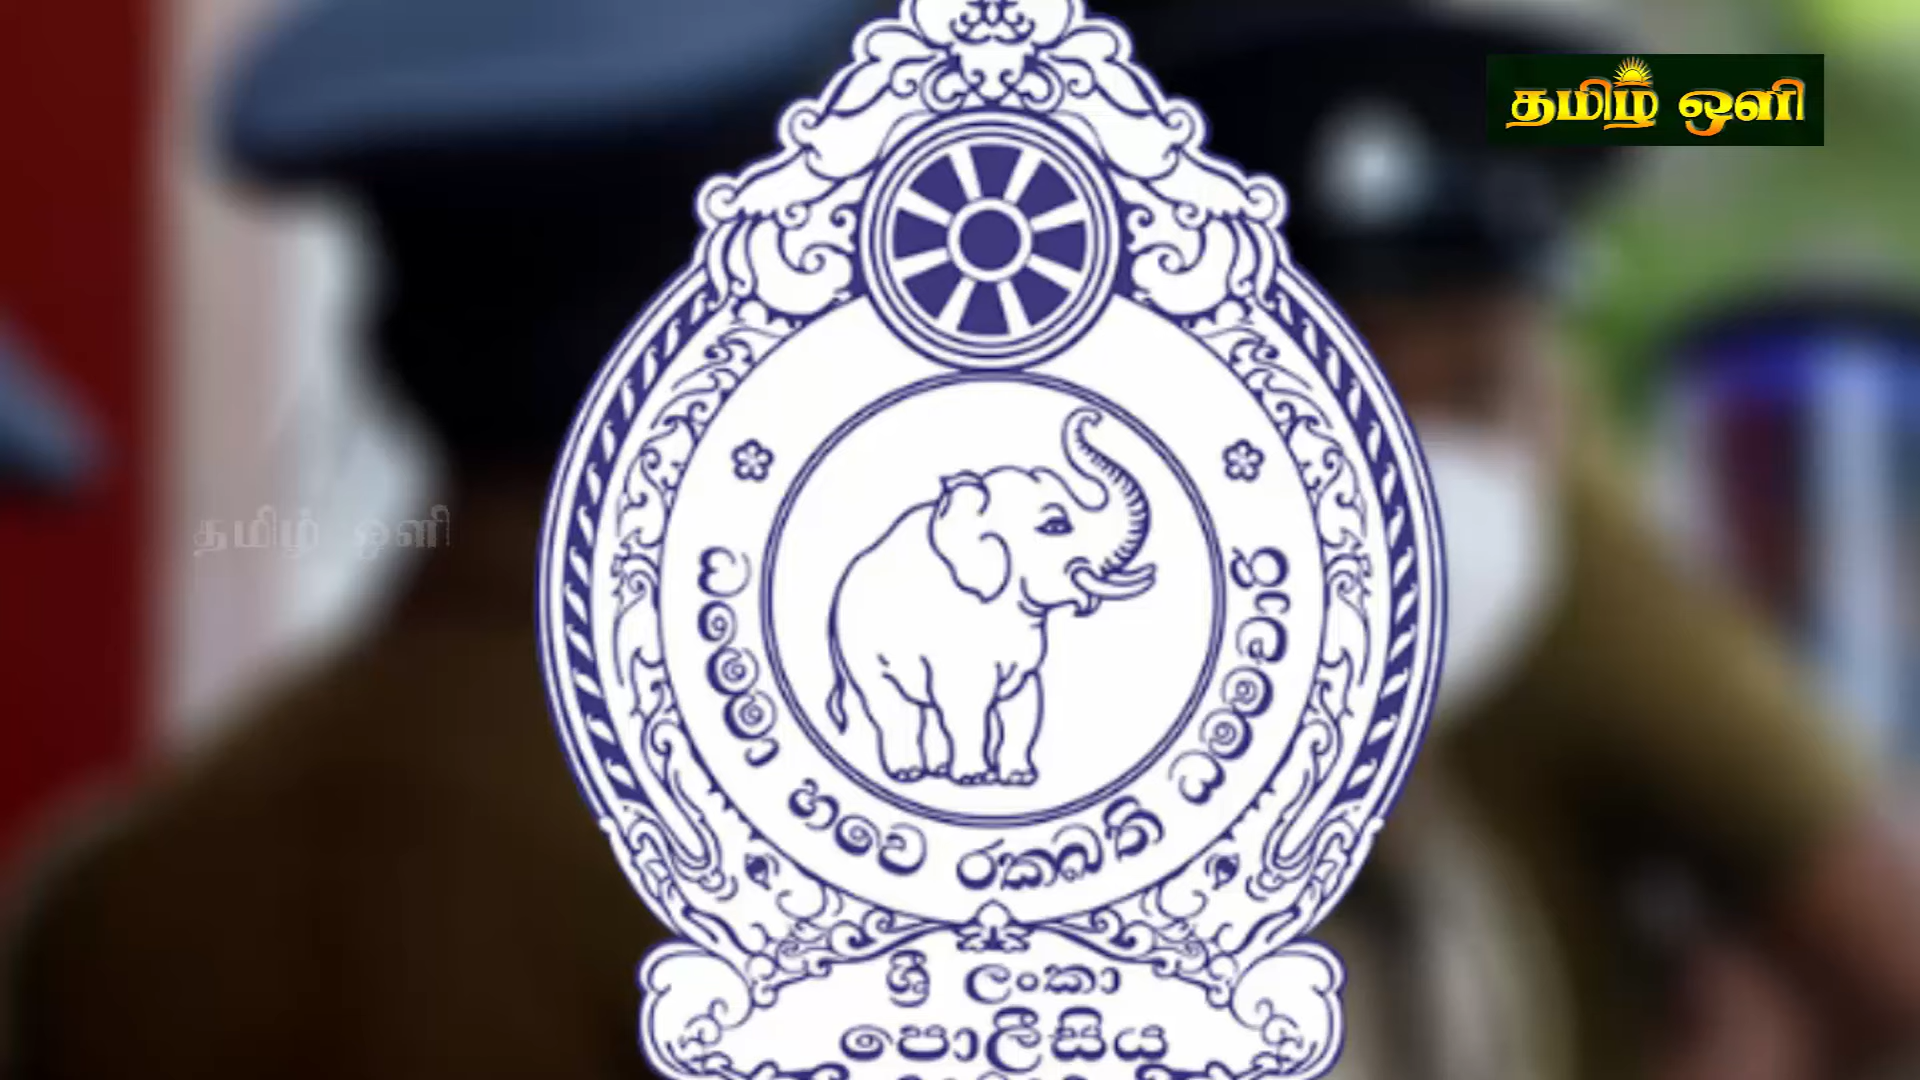 தமிழ் ஒளி
தமிழ் ஒளி
ධම්මො හවෙ රක්ඛති ධම්මචාරි
ශ්‍රී ලංකා
පොලීසිය